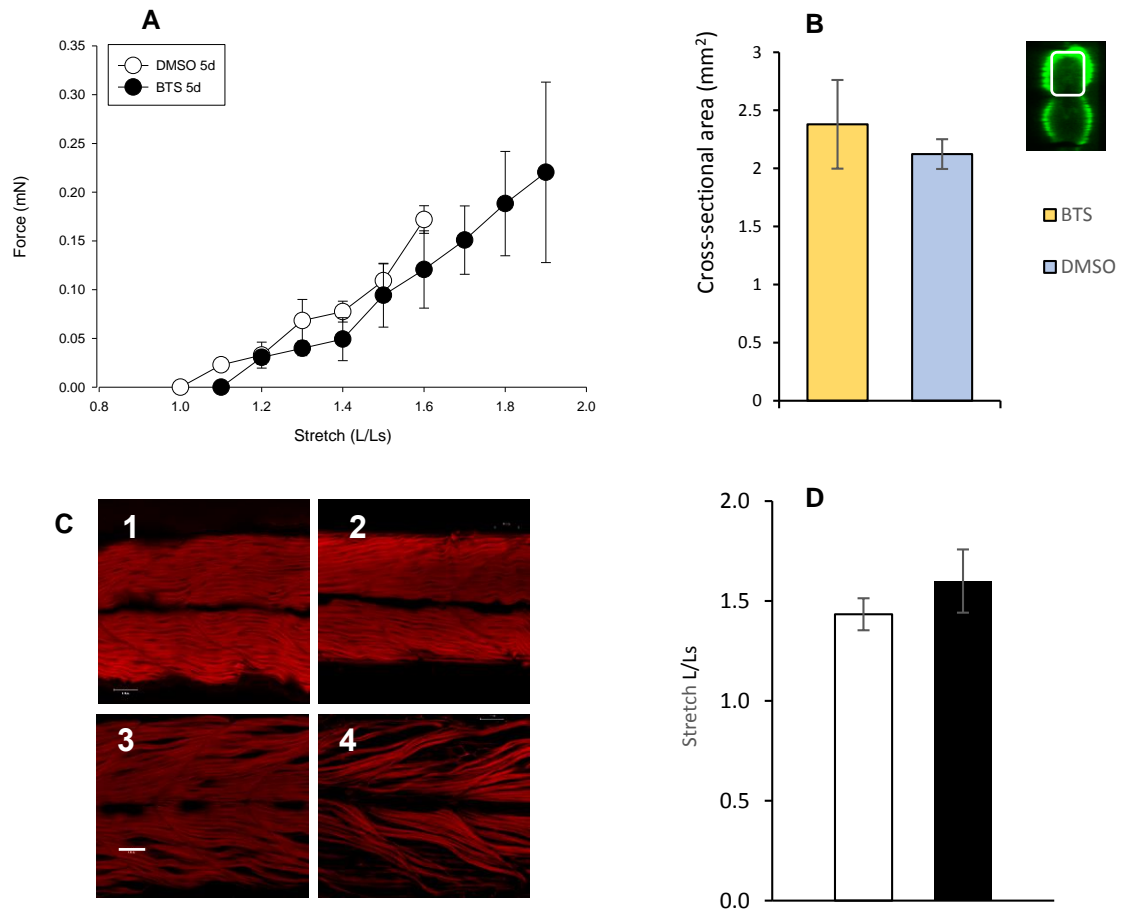 A
0.35
0.30
0.25
0.20
0.15
0.10
0.05
0.00
Force (mN)
DMSO 5d
BTS 5d
0.8 1.0 1.2 1.4 1.6 1.8 2.0
Stretch (L/Ls)
B
3
2.5
2
1.5
1
0.5
0
Cross-sectional area (mm²)
BTS
DMSO
C
1
2
3
4
D
2.0
1.5
1.0
0.5
0.0
Stretch L/Ls